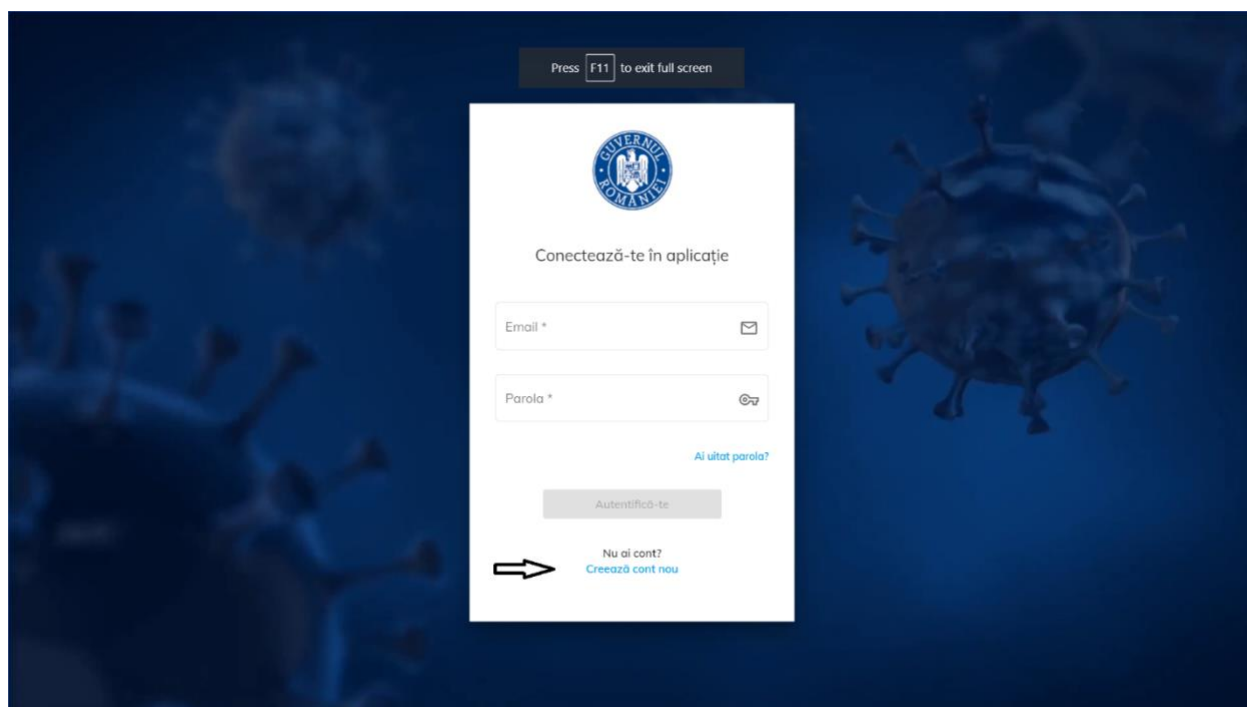 Press F11 to exit full screen
GUVERNUL ROMÂNIEI
Conectează-te în aplicație
Email *
Parola *
Ai uitat parola?
Autentifică-te
Nu ai cont?
Creează cont nou